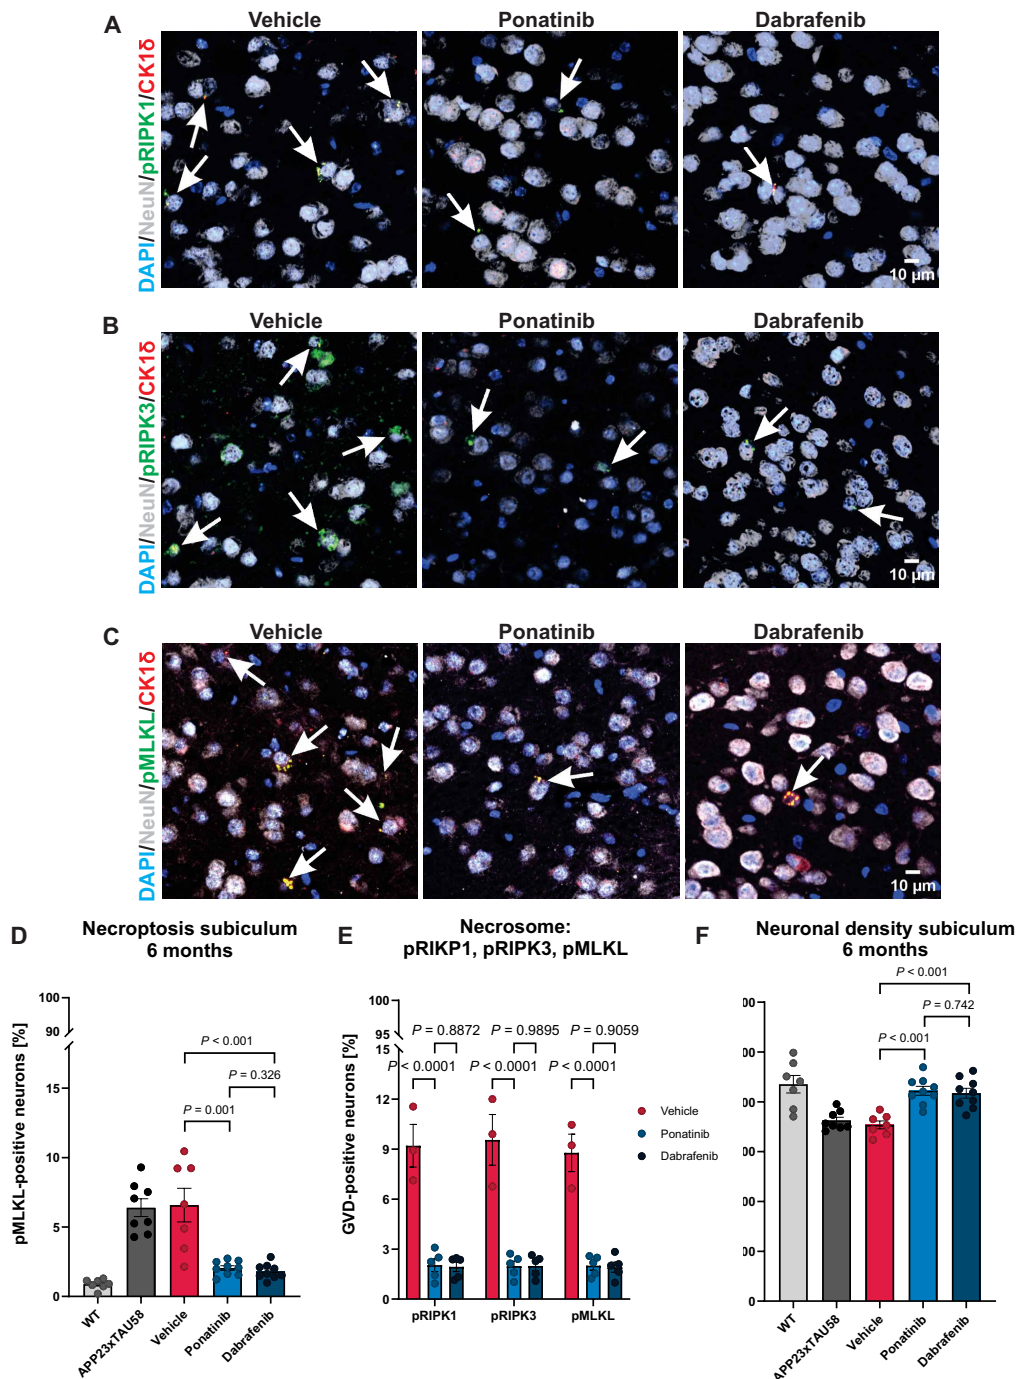 A
Vehicle
Ponatinib
Dabrafenib
DAPI/NeuN/pRIPK1/CK1δ
10 µm
B
Vehicle
Ponatinib
Dabrafenib
DAPI/NeuN/pRIPK3/CK1δ
10 µm
C
Vehicle
Ponatinib
Dabrafenib
DAPI/NeuN/pMLKL/CK1δ
10 µm
D
Necroptosis subiculum
6 months
pMLKL-positive neurons [%]
100
90
15
10
5
0
P < 0.001
P = 0.326
P = 0.001
WT
APP23xTAU58
Vehicle
Ponatinib
Dabrafenib
E
Necrosome:
pRIKP1, pRIPK3, pMLKL
GVD-positive neurons [%]
100
95
15
12
9
6
3
0
P = 0.8872
P = 0.9895
P = 0.9059
P < 0.0001
P < 0.0001
P < 0.0001
pRIPK1
pRIPK3
pMLKL
Vehicle
Ponatinib
Dabrafenib
F
Neuronal density subiculum
6 months
00
00
00
00
00
0
P < 0.001
P = 0.742
P < 0.001
WT
APP23xTAU58
Vehicle
Ponatinib
Dabrafenib